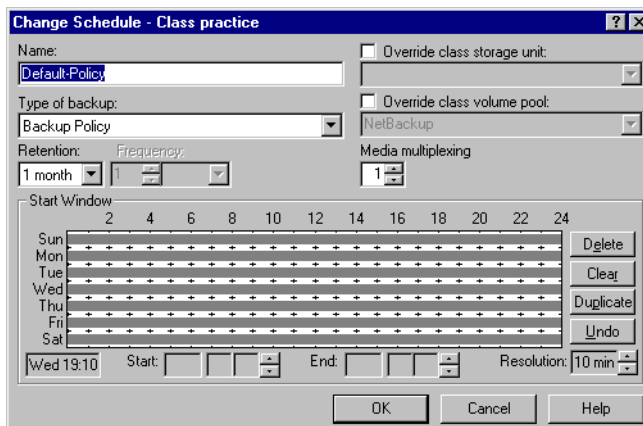 Change Schedule - Class practice
Name:
Default-Policy
Override class storage unit:
Type of backup:
Backup Policy
Override class volume pool:
NetBackup
Retention:
1 month
Frequency:
1
Media multiplexing
1
Start Window
2 4 6 8 10 12 14 16 18 20 22 24
Sun
Mon
Tue
Wed
Thu
Fri
Sat
Delete
Clear
Duplicate
Undo
Wed 19:10 Start: End: Resolution: 10 min
OK Cancel Help